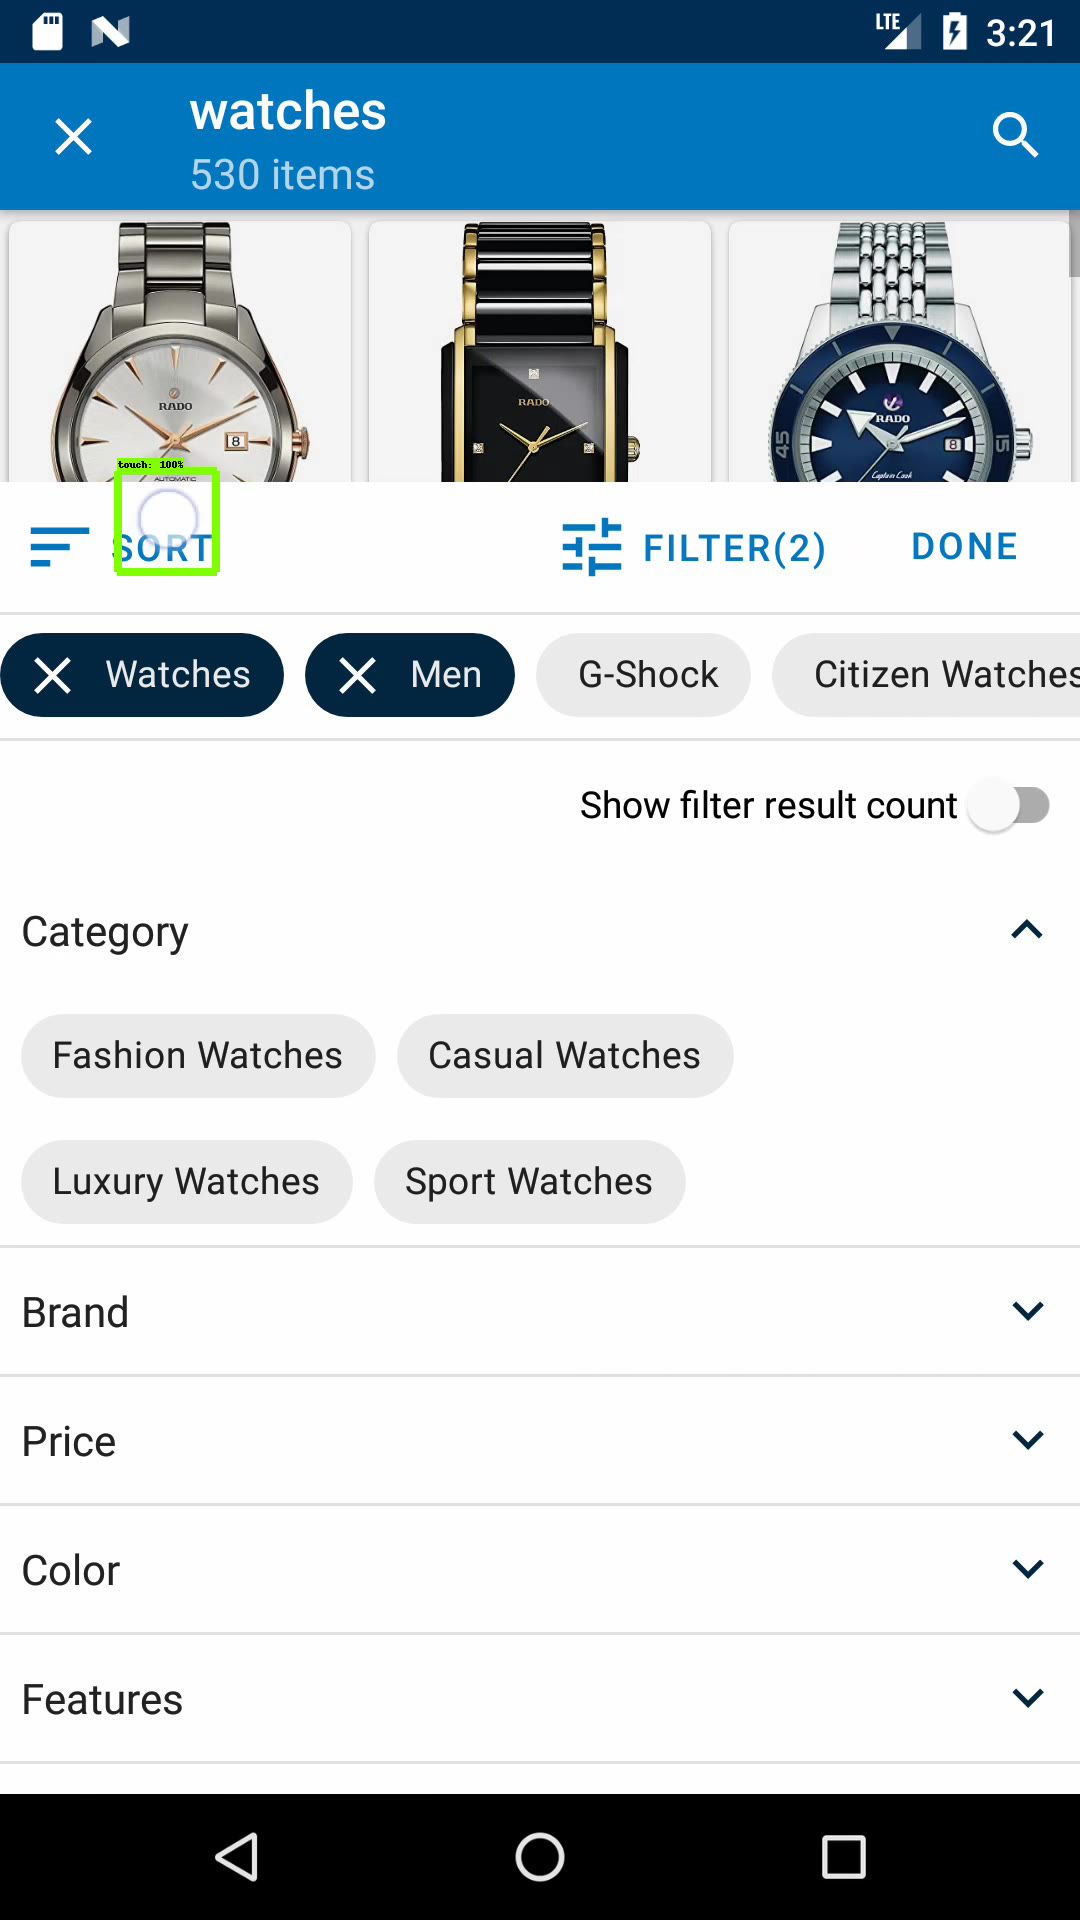 LTE 3:21
watches
530 items
RADO
8
AUTOMATIC
RADO
RADO
45
8
Captain Cook
touch: 100%
SORT
FILTER(2)
DONE
Watches
Men
G-Shock
Citizen Watches
Show filter result count
Category
Fashion Watches
Casual Watches
Luxury Watches
Sport Watches
Brand
Price
Color
Features